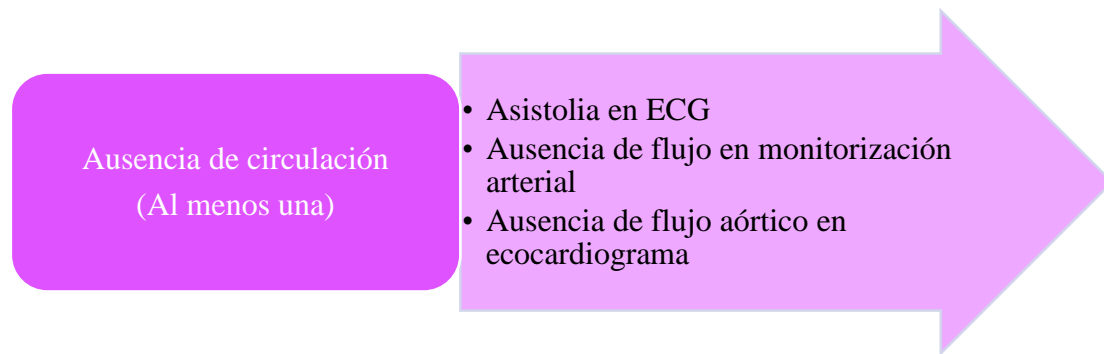 Ausencia de circulación
(Al menos una)
• Asistolia en ECG
• Ausencia de flujo en monitorización
arterial
• Ausencia de flujo aórtico en
ecocardiograma